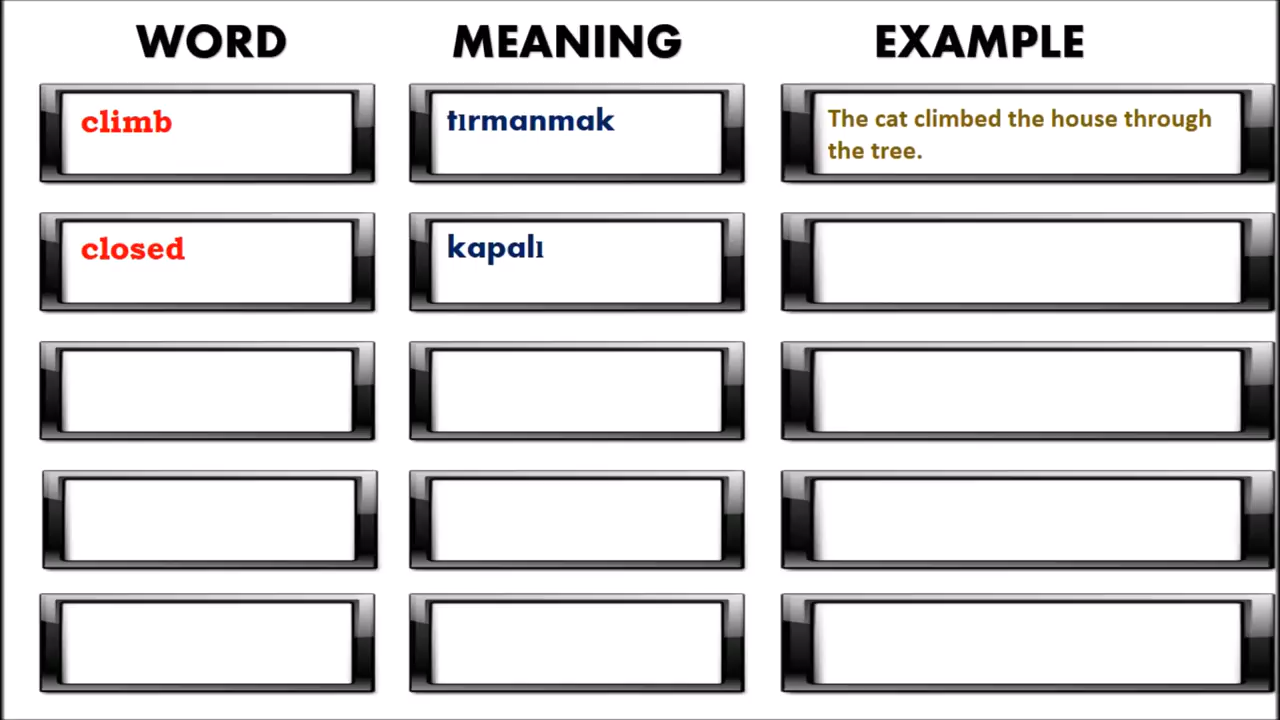 WORD MEANING EXAMPLE
climb
tırmanmak
The cat climbed the house through
the tree.
closed
kapalı